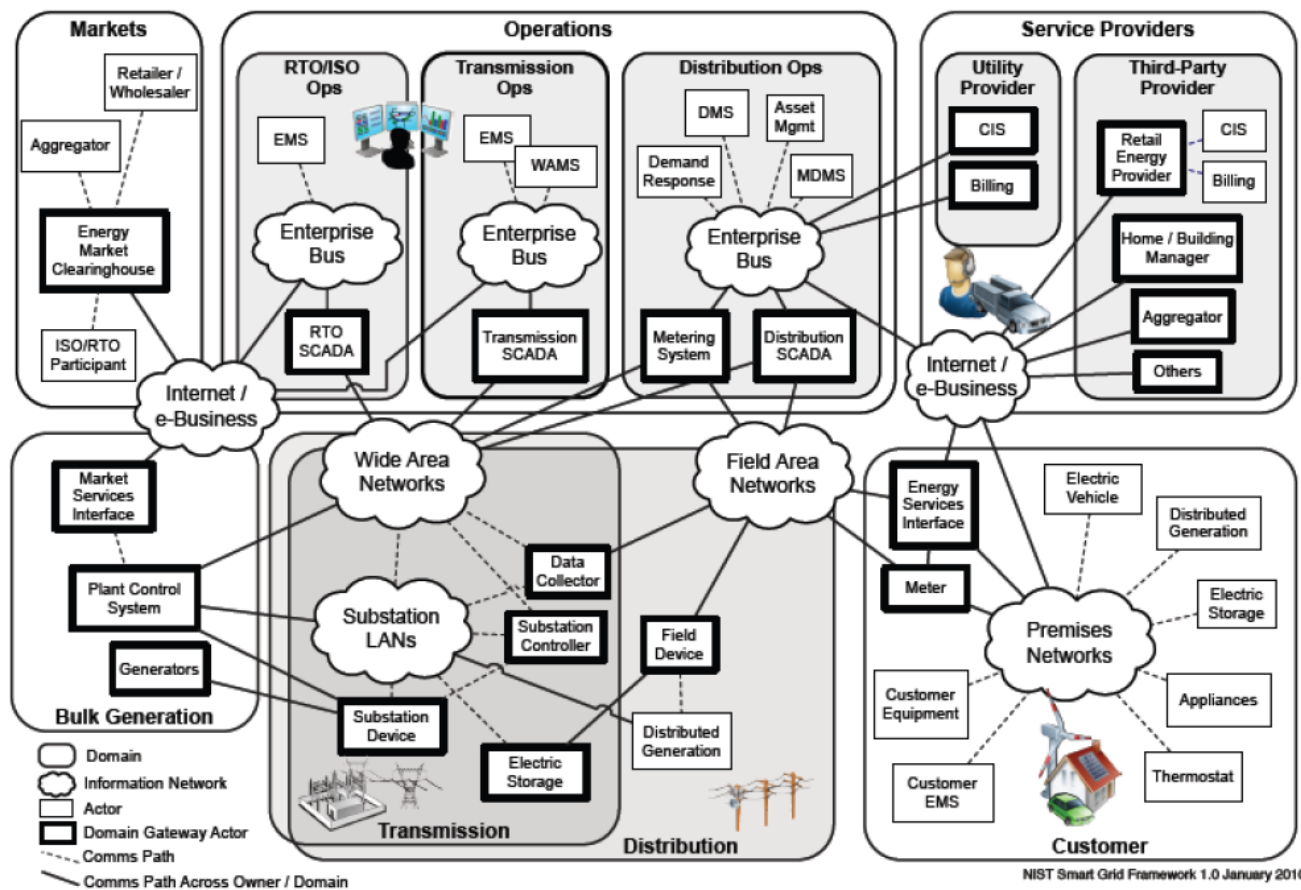 Markets
Retailer /
Wholesaler
Aggregator
Energy
Market
Clearinghouse
ISO/RTO
Participant
Internet /
e-Business
Operations
RTO/ISO
Ops
EMS
Enterprise
Bus
RTO
SCADA
Transmission
Ops
EMS
WAMS
Enterprise
Bus
Transmission
SCADA
Distribution Ops
DMS
Asset
Mgmt
Demand
Response
MDMS
Enterprise
Bus
Metering
System
Distribution
SCADA
Service Providers
Utility
Provider
CIS
Billing
Third-Party
Provider
Retail
Energy
Provider
CIS
Billing
Home / Building
Manager
Aggregator
Others
Internet /
e-Business
Market
Services
Interface
Plant Control
System
Generators
Bulk Generation
Wide Area
Networks
Field Area
Networks
Data
Collector
Substation
LANs
Substation
Controller
Field
Device
Substation
Device
Electric
Storage
Distributed
Generation
Transmission
Distribution
Energy
Services
Interface
Meter
Electric
Vehicle
Distributed
Generation
Electric
Storage
Premises
Networks
Customer
Equipment
Appliances
Customer
EMS
Thermostat
Customer
Domain
Information Network
Actor
Domain Gateway Actor
Comms Path
Comms Path Across Owner / Domain
NIST Smart Grid Framework 1.0 January 2010